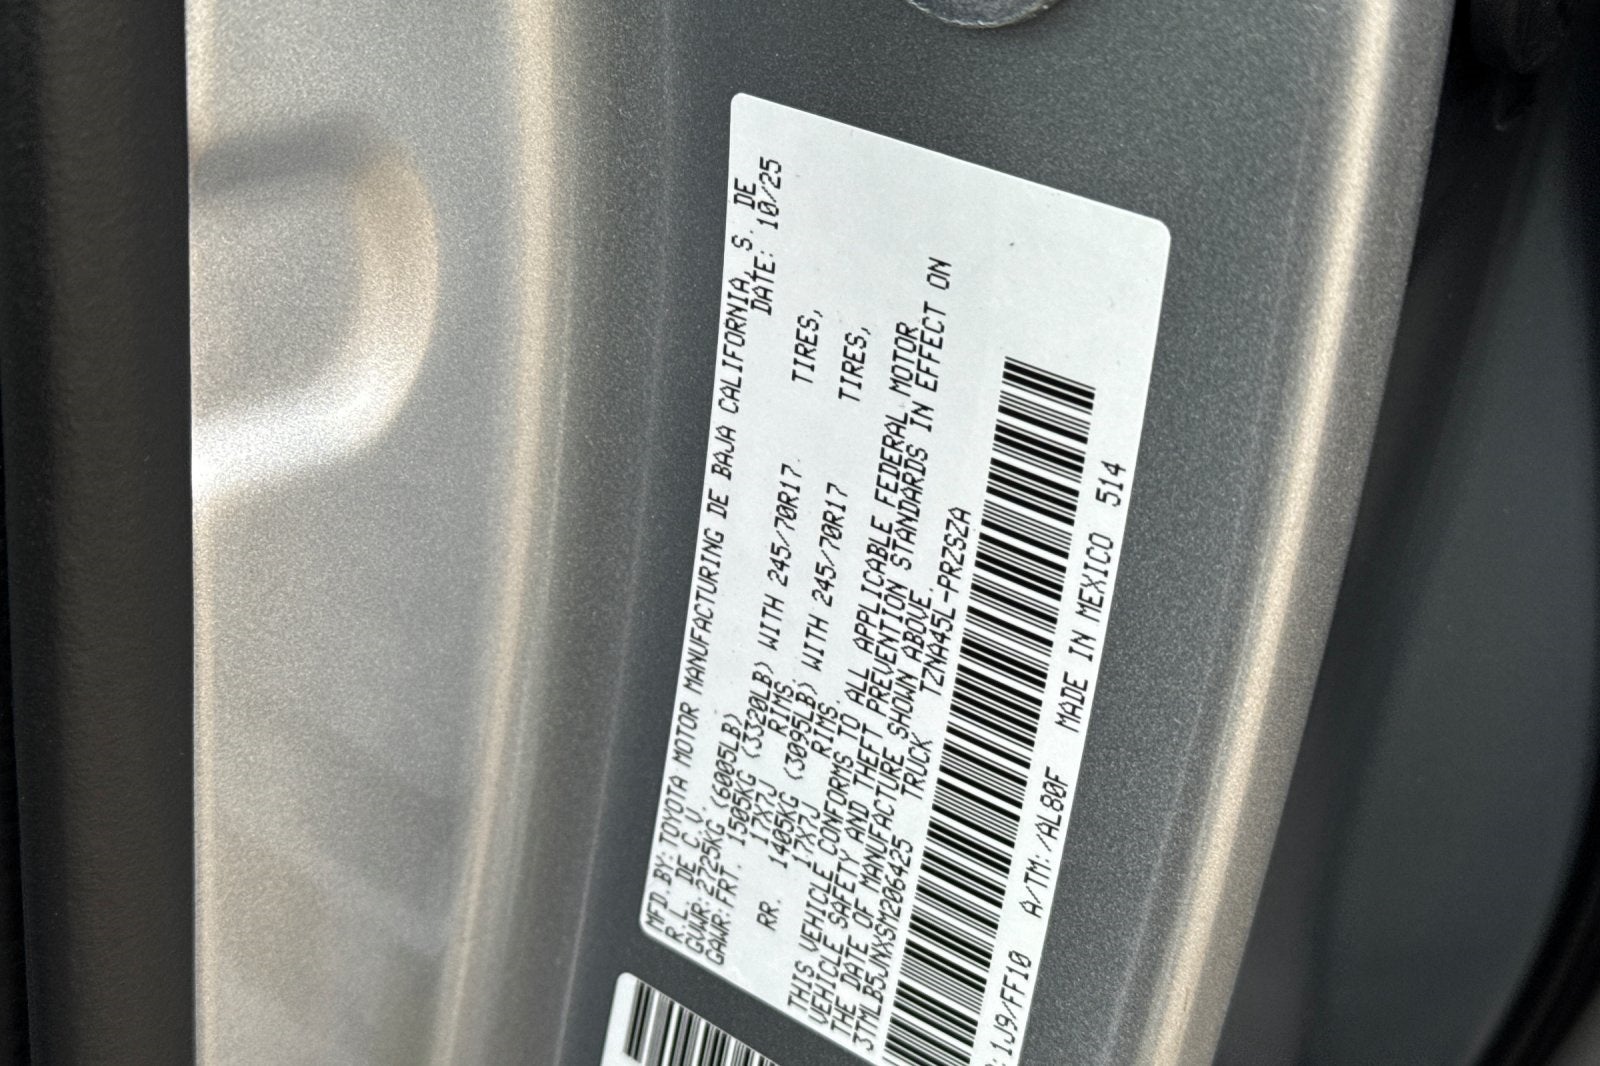 MFD.BY:TOYOTA MOTOR MANUFACTURING DE BAJA CALIFORNIA, S. DE
R.L. DE C.V. DATE: 10/25
GVWR:2725KG (6005LB)
GAWR:FRT. 1505KG (3320LB) WITH 245/70R17 TIRES,
17X7J RIMS.
RR. 1405KG (3095LB) WITH 245/70R17 TIRES,
17X7J RIMS.
THIS VEHICLE CONFORMS TO ALL APPLICABLE FEDERAL MOTOR
VEHICLE SAFETY AND THEFT PREVENTION STANDARDS IN EFFECT ON
THE DATE OF MANUFACTURE SHOWN ABOVE.
3TMLB5JNXSM206425 TRUCK TZNA45L-PRZSZA
:1J9/FF10 A/TM:/AL80F MADE IN MEXICO 514